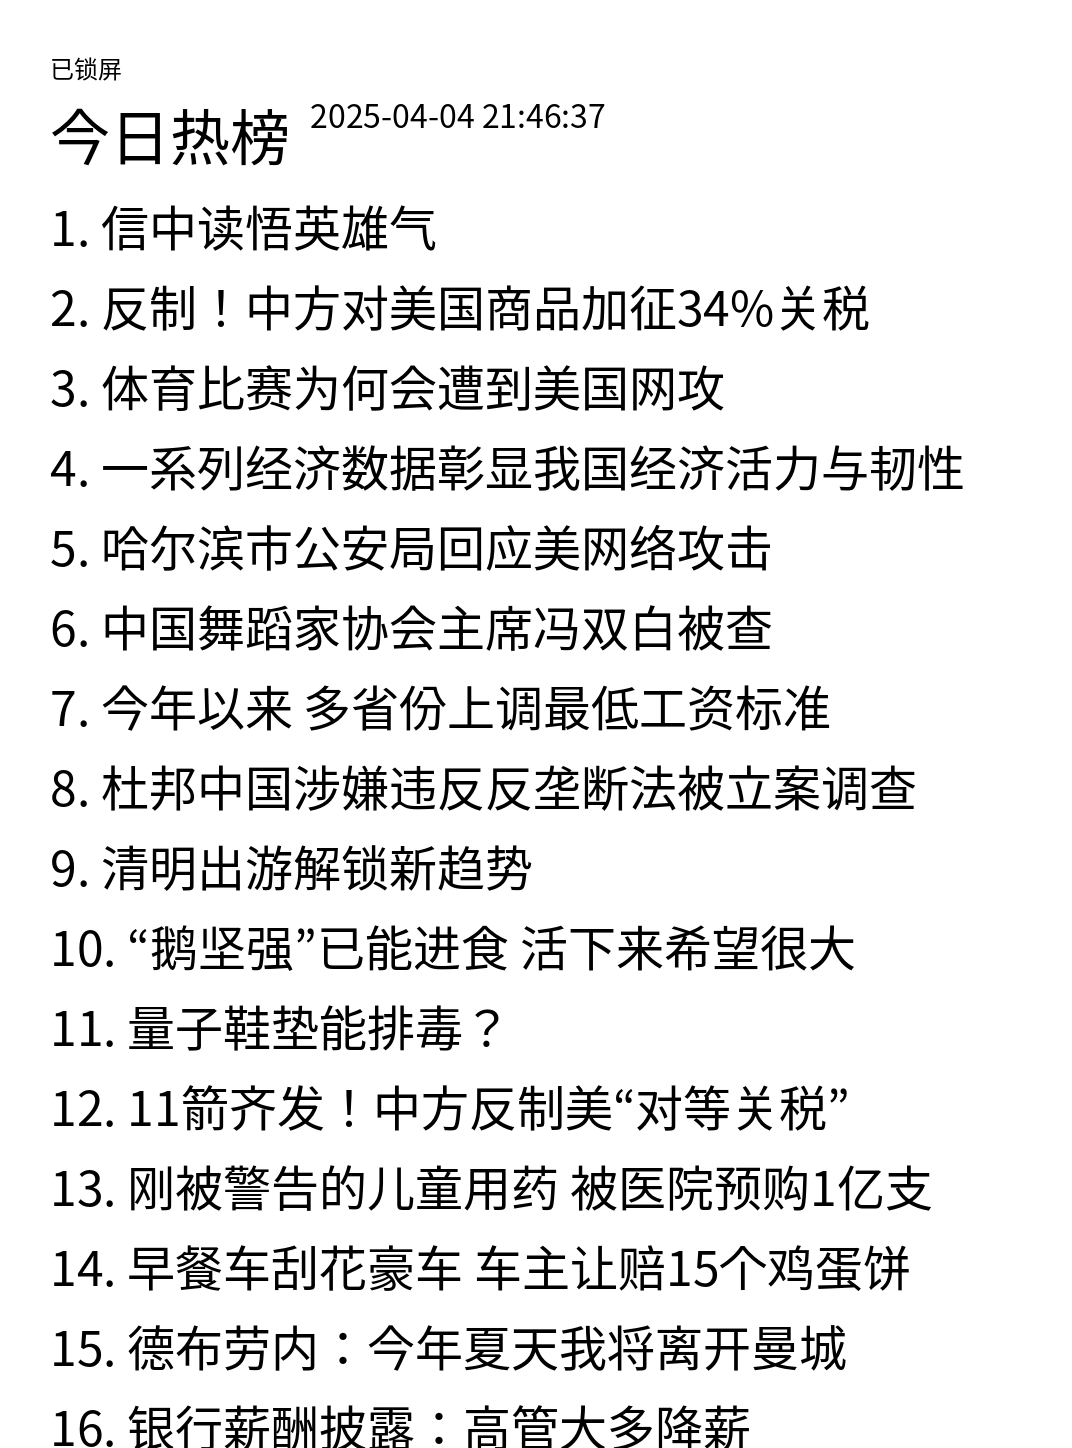 已锁屏
今日热榜 2025-04-04 21:46:37
1. 信中读悟英雄气
2. 反制！中方对美国商品加征34%关税
3. 体育比赛为何会遭到美国网攻
4. 一系列经济数据彰显我国经济活力与韧性
5. 哈尔滨市公安局回应美网络攻击
6. 中国舞蹈家协会主席冯双白被查
7. 今年以来 多省份上调最低工资标准
8. 杜邦中国涉嫌违反反垄断法被立案调查
9. 清明出游解锁新趋势
10. “鹅坚强”已能进食 活下来希望很大
11. 量子鞋垫能排毒？
12. 11箭齐发！中方反制美“对等关税”
13. 刚被警告的儿童用药 被医院预购1亿支
14. 早餐车刮花豪车 车主让赔15个鸡蛋饼
15. 德布劳内：今年夏天我将离开曼城
16. 银行薪酬披露：高管大多降薪